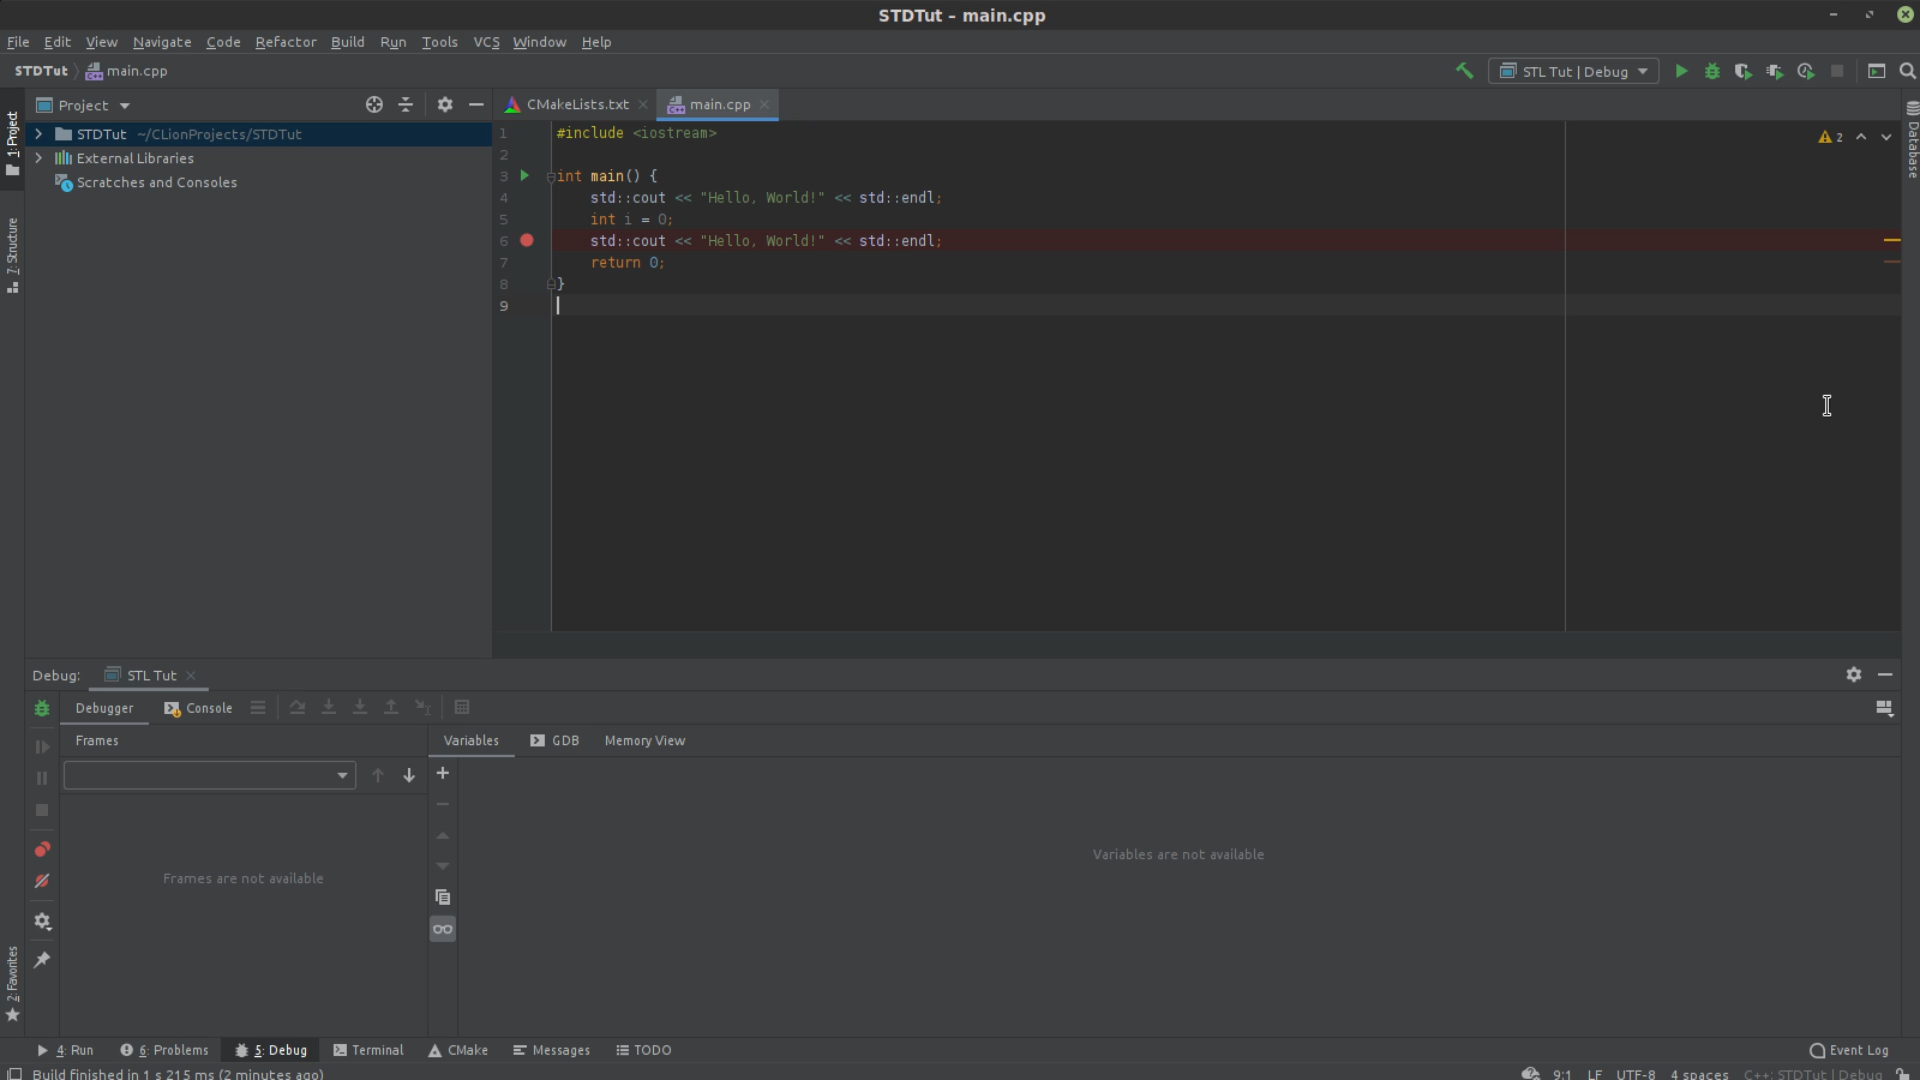 STDTut – main.cpp
File Edit View Navigate Code Refactor Build Run Tools VCS Window Help
STDTut main.cpp STL Tut | Debug
1: Project
7: Structure
2: Favorites
Database
Project
STDTut ~/CLionProjects/STDTut
External Libraries
Scratches and Consoles
CMakeLists.txt main.cpp
1 #include <iostream>
2
3 int main() {
4 std::cout << "Hello, World!" << std::endl;
5 int i = 0;
6 std::cout << "Hello, World!" << std::endl;
7 return 0;
8 }
9
2
Debug: STL Tut
Debugger Console
Frames Variables GDB Memory View
Frames are not available
Variables are not available
4: Run 6: Problems 5: Debug Terminal CMake Messages TODO Event Log
Build finished in 1 s 215 ms (2 minutes ago) 9:1 LF UTF-8 4 spaces C++: STDTut | Debug